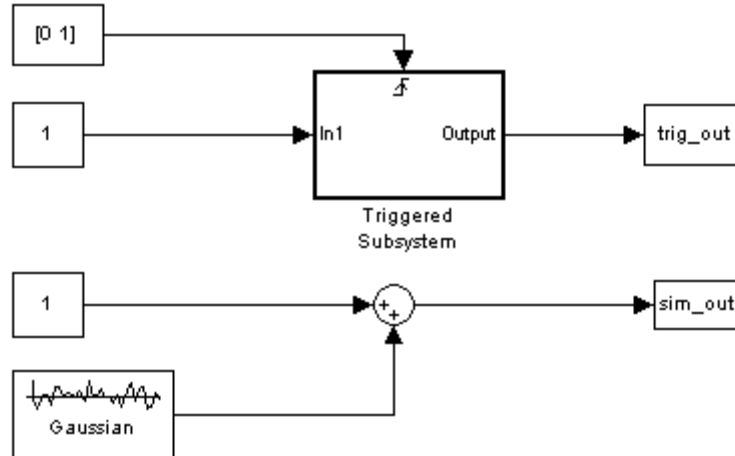 [0 1]
1
In1
Output
trig_out
Triggered
Subsystem
1
+
+
sim_out
Gaussian